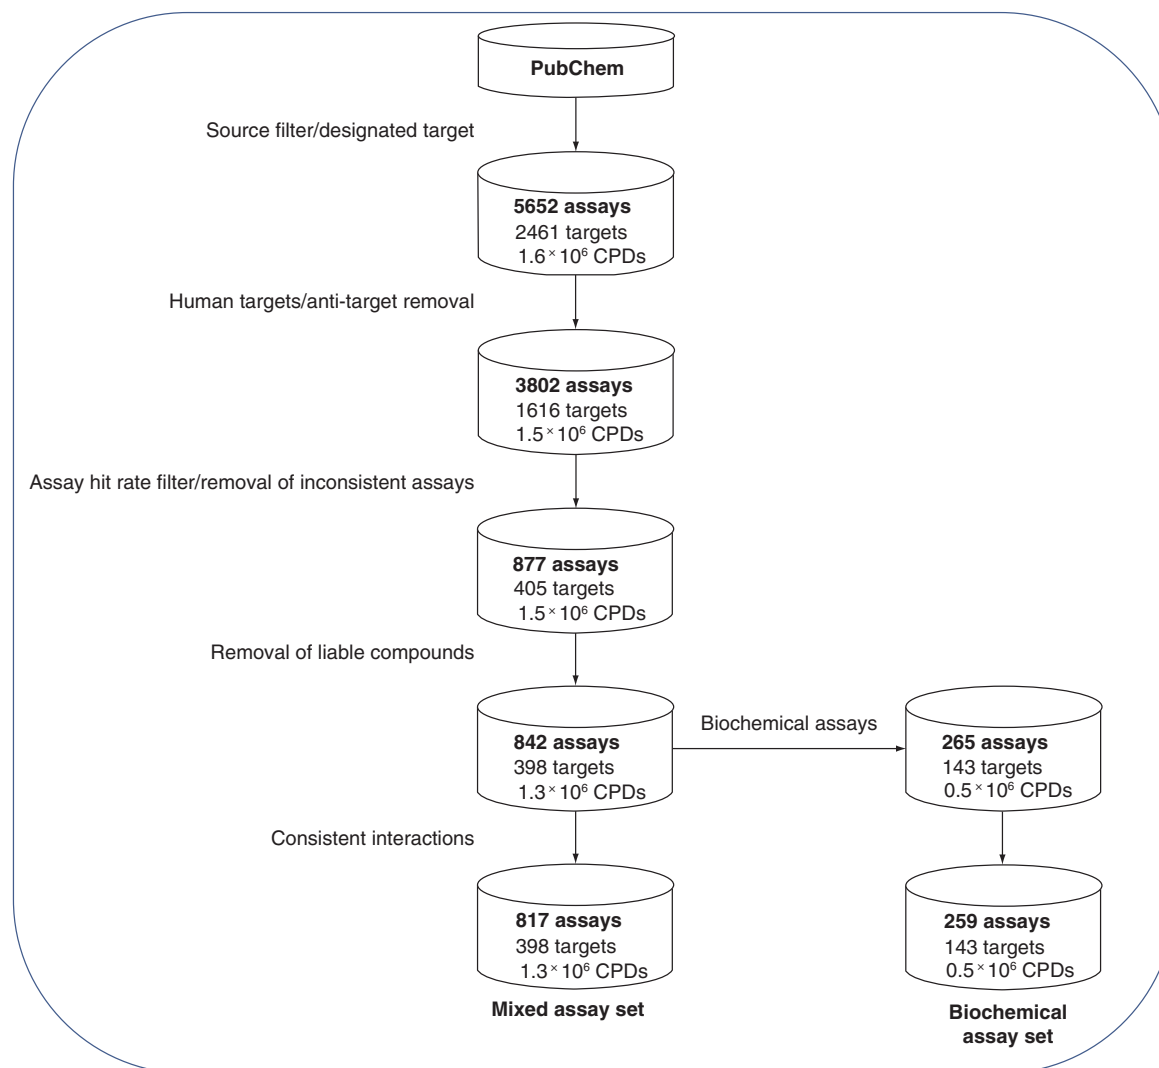 PubChem
Source filter/designated target
5652 assays
2461 targets
1.6 × 10⁶ CPDs
Human targets/anti-target removal
3802 assays
1616 targets
1.5 × 10⁶ CPDs
Assay hit rate filter/removal of inconsistent assays
877 assays
405 targets
1.5 × 10⁶ CPDs
Removal of liable compounds
842 assays
398 targets
1.3 × 10⁶ CPDs
Biochemical assays
265 assays
143 targets
0.5 × 10⁶ CPDs
Consistent interactions
817 assays
398 targets
1.3 × 10⁶ CPDs
Mixed assay set
259 assays
143 targets
0.5 × 10⁶ CPDs
Biochemical
assay set